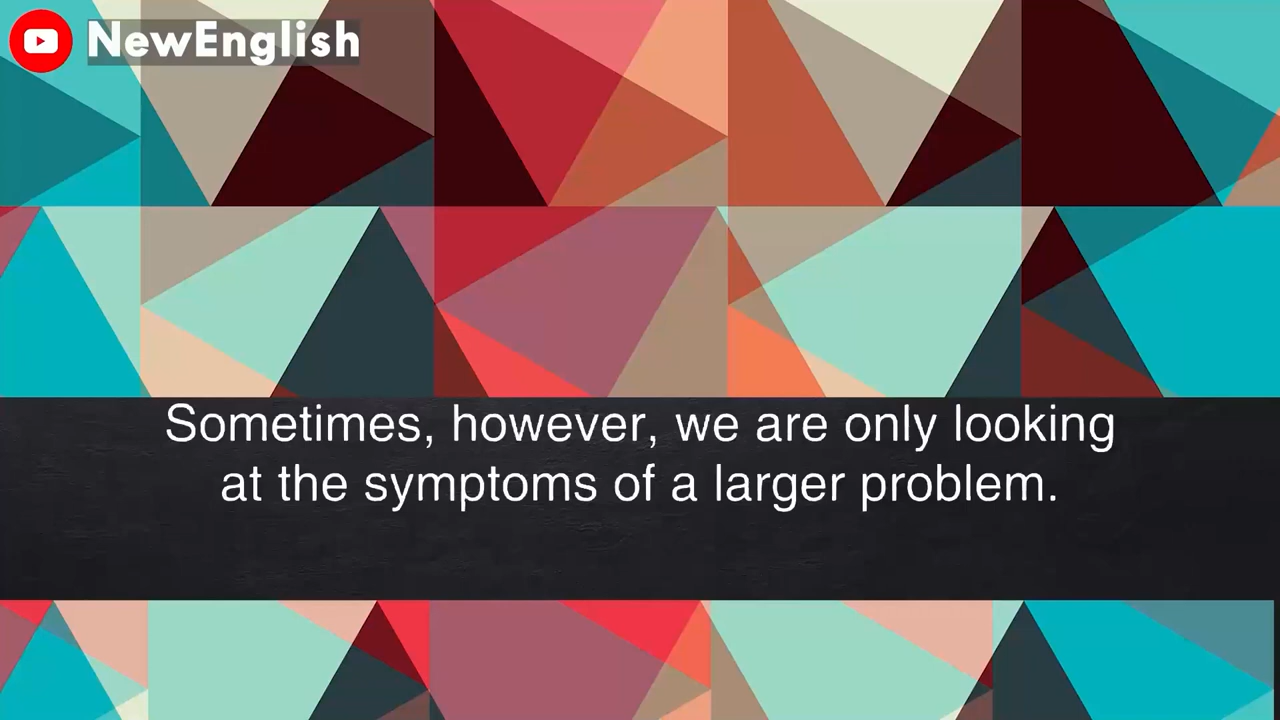 NewEnglish
Sometimes, however, we are only looking
at the symptoms of a larger problem.